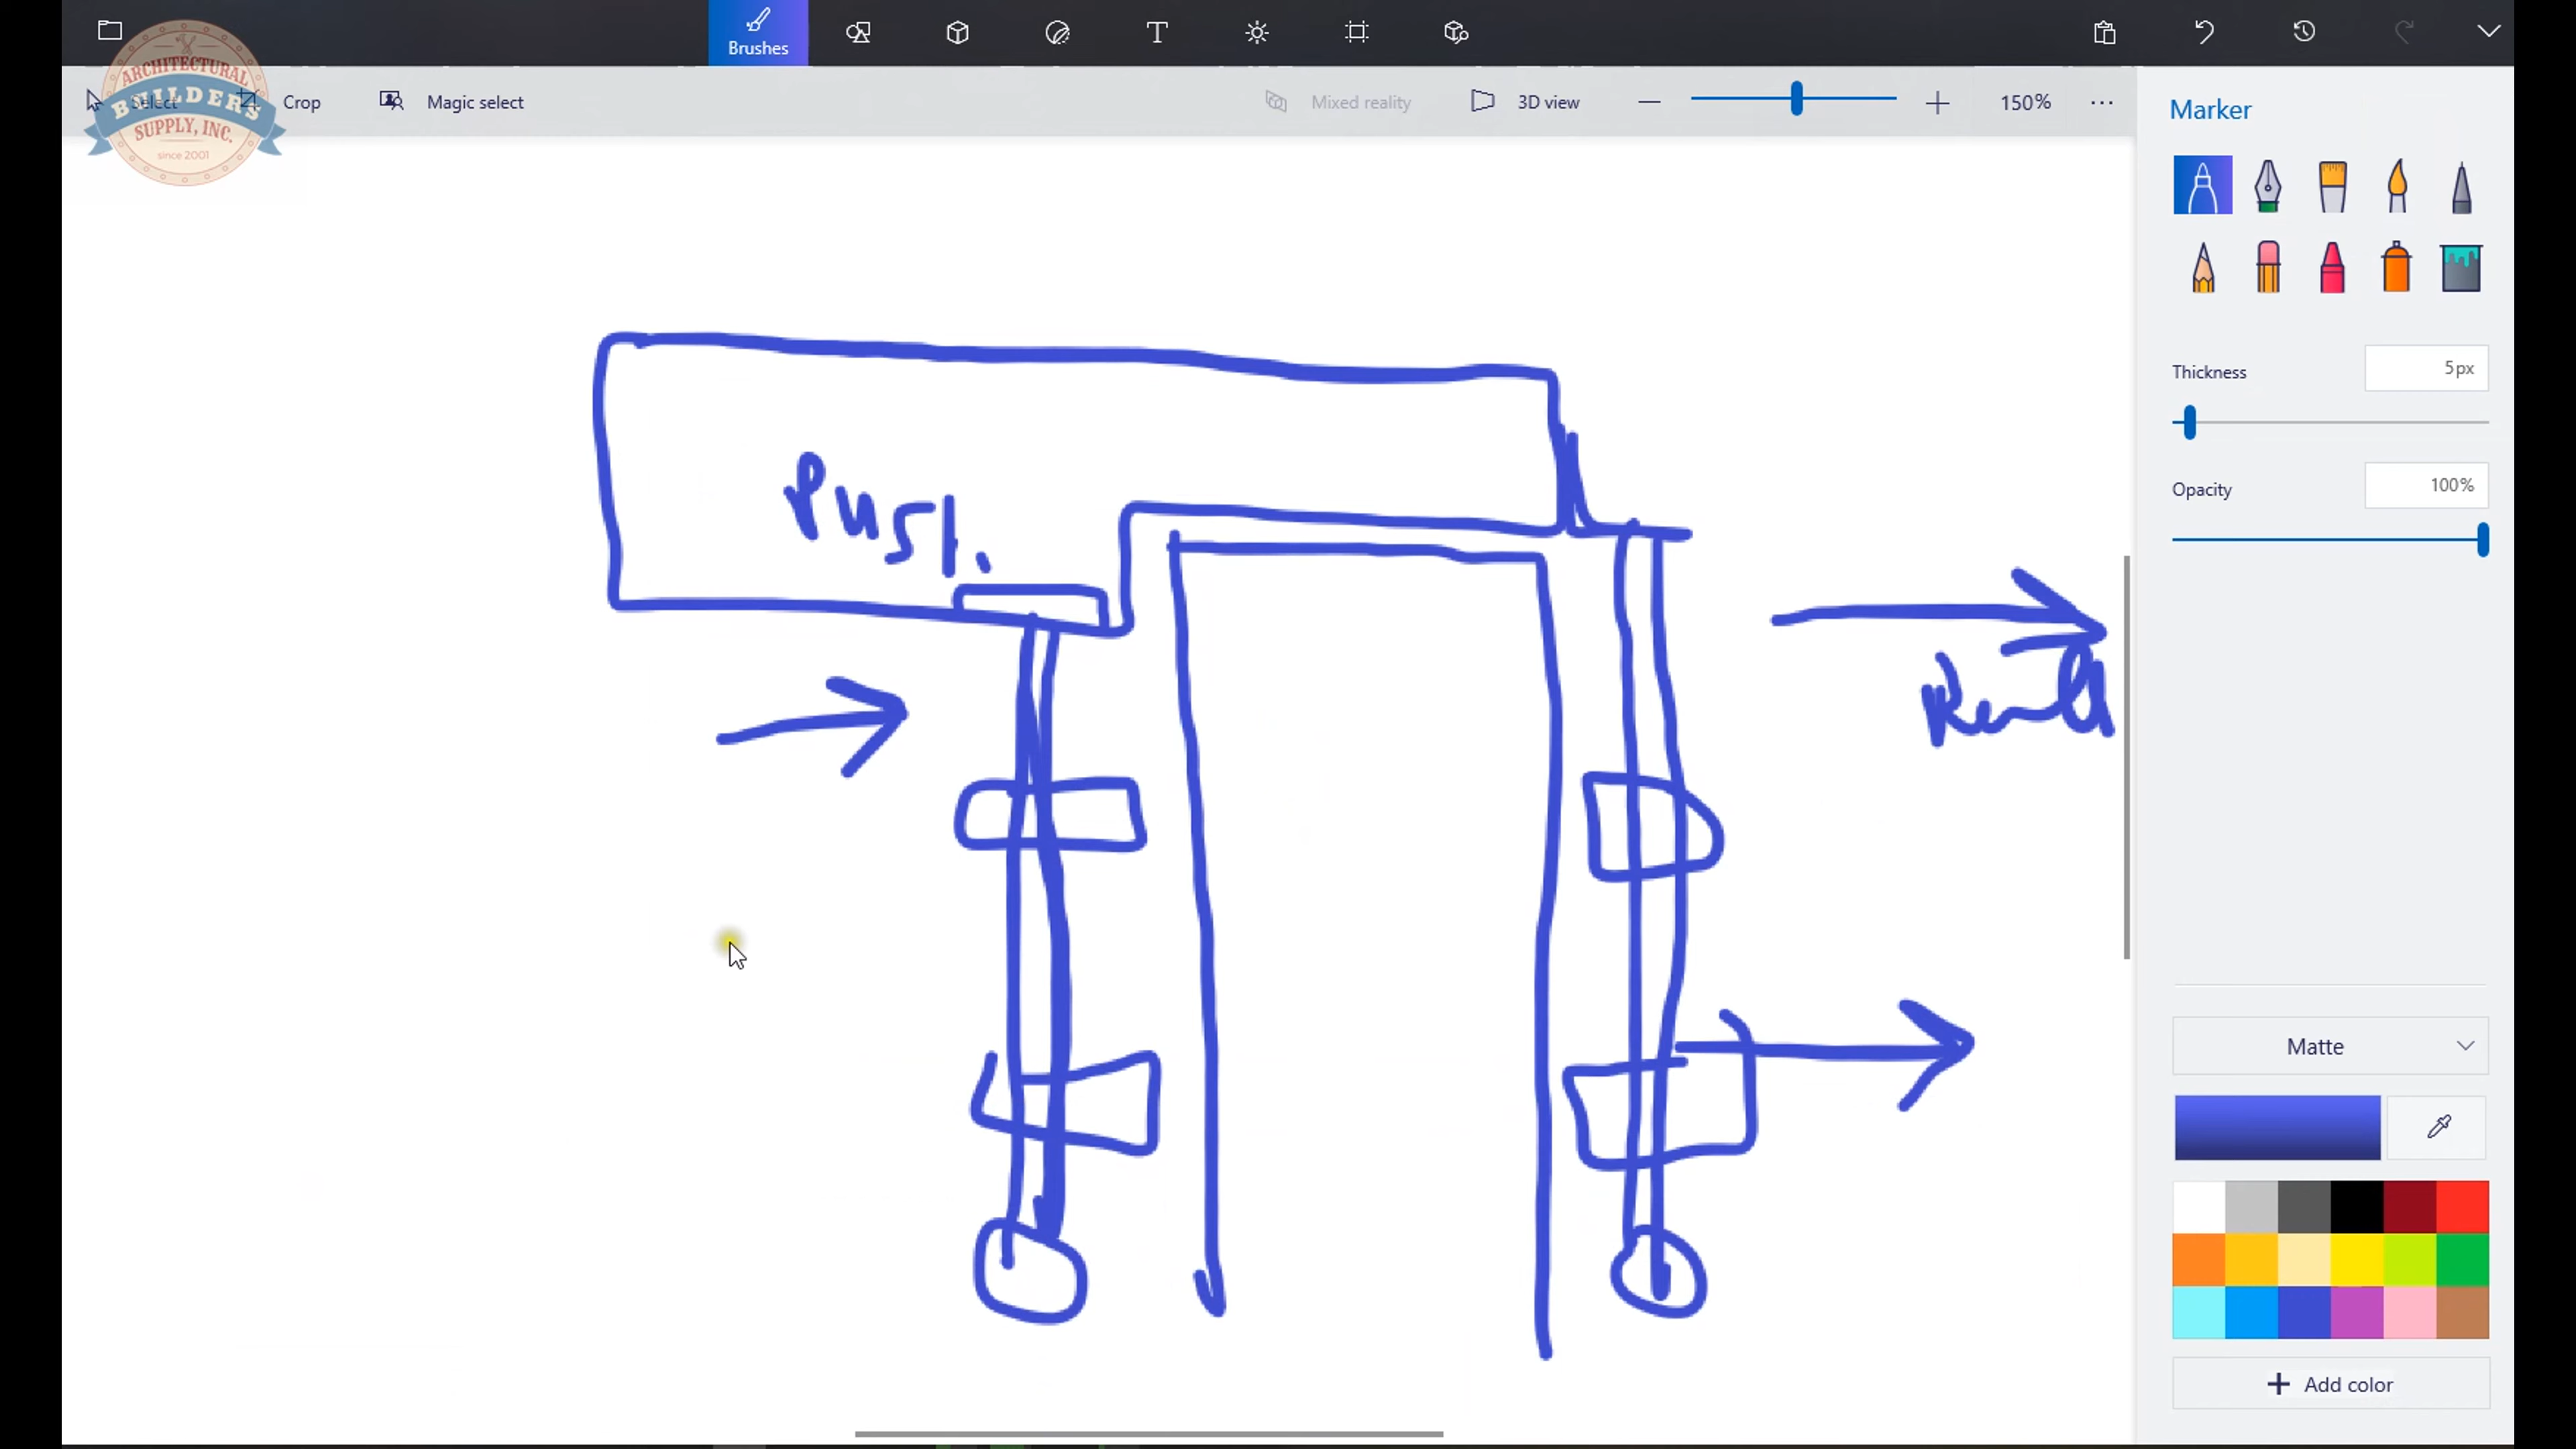 Brushes
ARCHITECTURAL
BUILDERS
SUPPLY, INC.
since 2001
Select
Crop
Magic select
Mixed reality
3D view
150%
Marker
Thickness
5px
Opacity
100%
Push
Matte
Add color